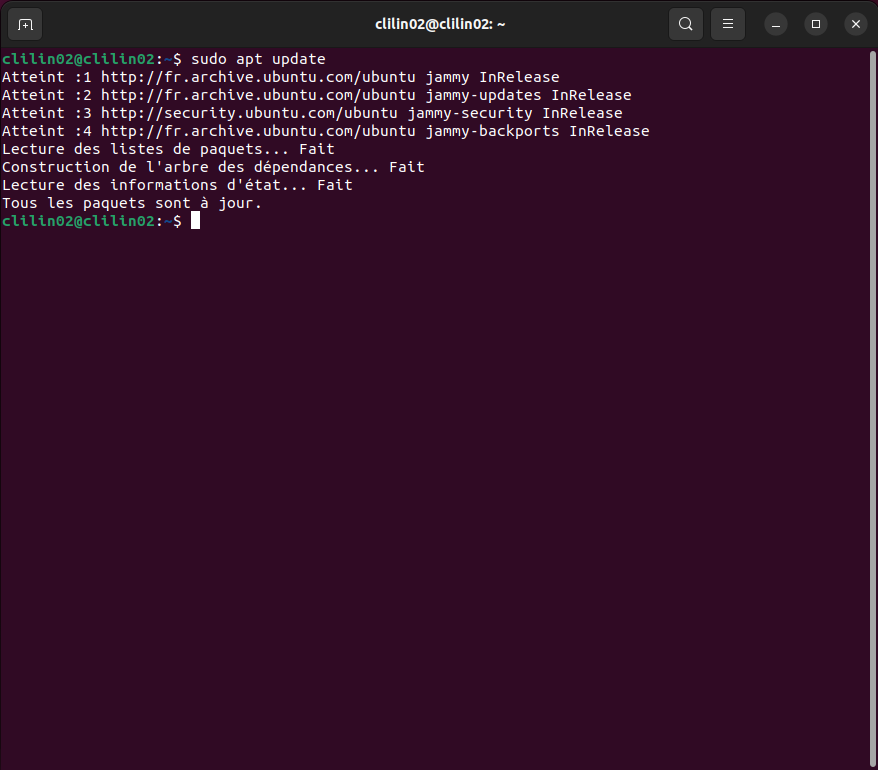 clilin02@clilin02: ~
clilin02@clilin02:~$ sudo apt update
Atteint :1 http://fr.archive.ubuntu.com/ubuntu jammy InRelease
Atteint :2 http://fr.archive.ubuntu.com/ubuntu jammy-updates InRelease
Atteint :3 http://security.ubuntu.com/ubuntu jammy-security InRelease
Atteint :4 http://fr.archive.ubuntu.com/ubuntu jammy-backports InRelease
Lecture des listes de paquets... Fait
Construction de l'arbre des dépendances... Fait
Lecture des informations d'état... Fait
Tous les paquets sont à jour.
clilin02@clilin02:~$